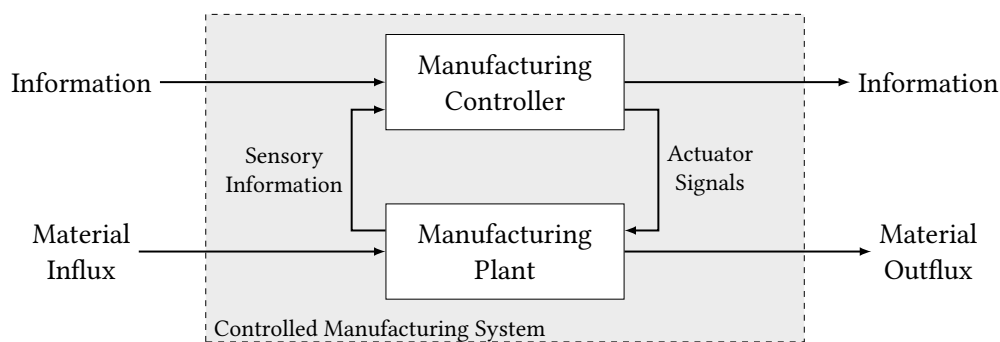 Information
Manufacturing
Controller
Information
Sensory
Information
Actuator
Signals
Material
Influx
Manufacturing
Plant
Material
Outflux
Controlled Manufacturing System